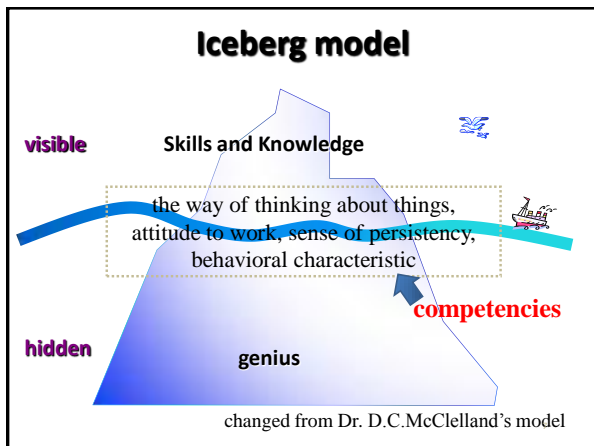 Iceberg model
visible
Skills and Knowledge
the way of thinking about things,
attitude to work, sense of persistency,
behavioral characteristic
competencies
hidden
genius
changed from Dr. D.C.McClelland's model